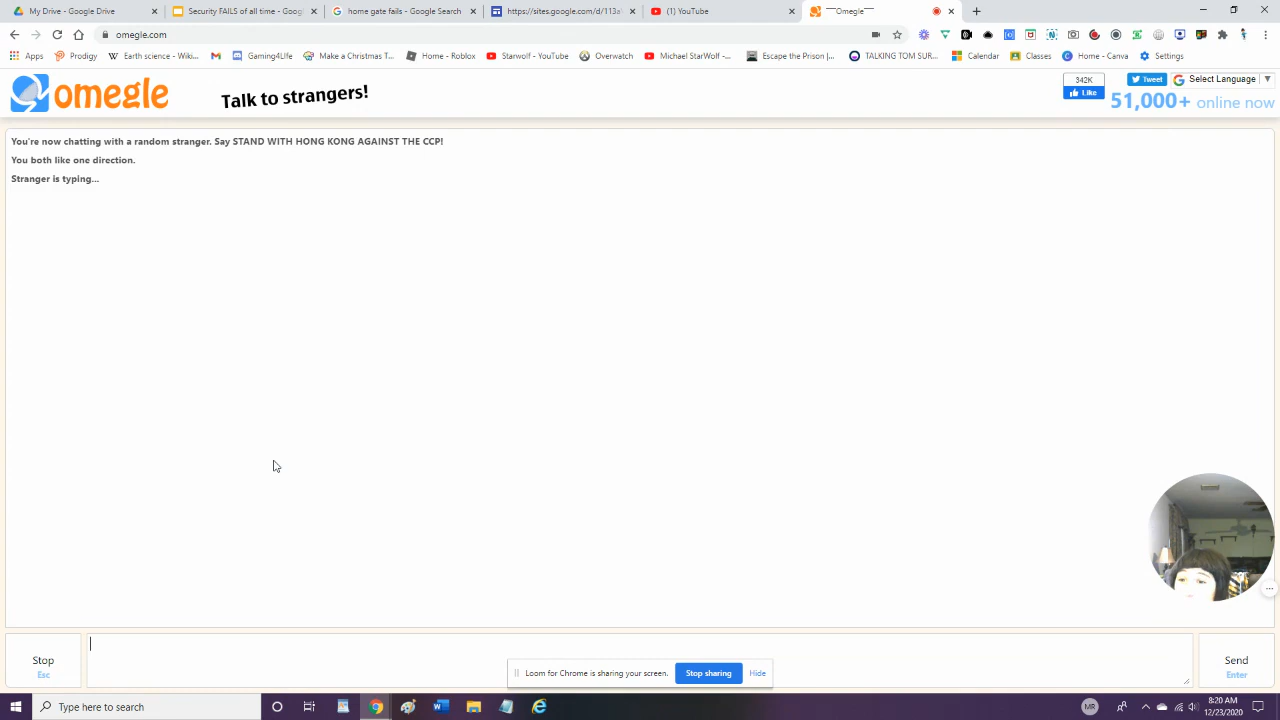 My Drive - Google Drive
Security FAILS of all time - Goog
home gate fails - Google Search
https://sites.google.com/d/113a
(1) YouTube
Omegle
omegle.com
Apps
Prodigy
Earth science - Wiki...
Gaming4Life
Make a Christmas T...
Home - Roblox
Starwolf - YouTube
Overwatch
Michael StarWolf -...
Escape the Prison |...
TALKING TOM SUR...
Calendar
Classes
Home - Canva
Settings
omegle
Talk to strangers!
342K
Like
Tweet
Select Language
51,000+ online now
You're now chatting with a random stranger. Say STAND WITH HONG KONG AGAINST THE CCP!
You both like one direction.
Stranger is typing...
Stop
Esc
Loom for Chrome is sharing your screen.
Stop sharing
Hide
Send
Enter
Type here to search
MR
8:20 AM
12/23/2020